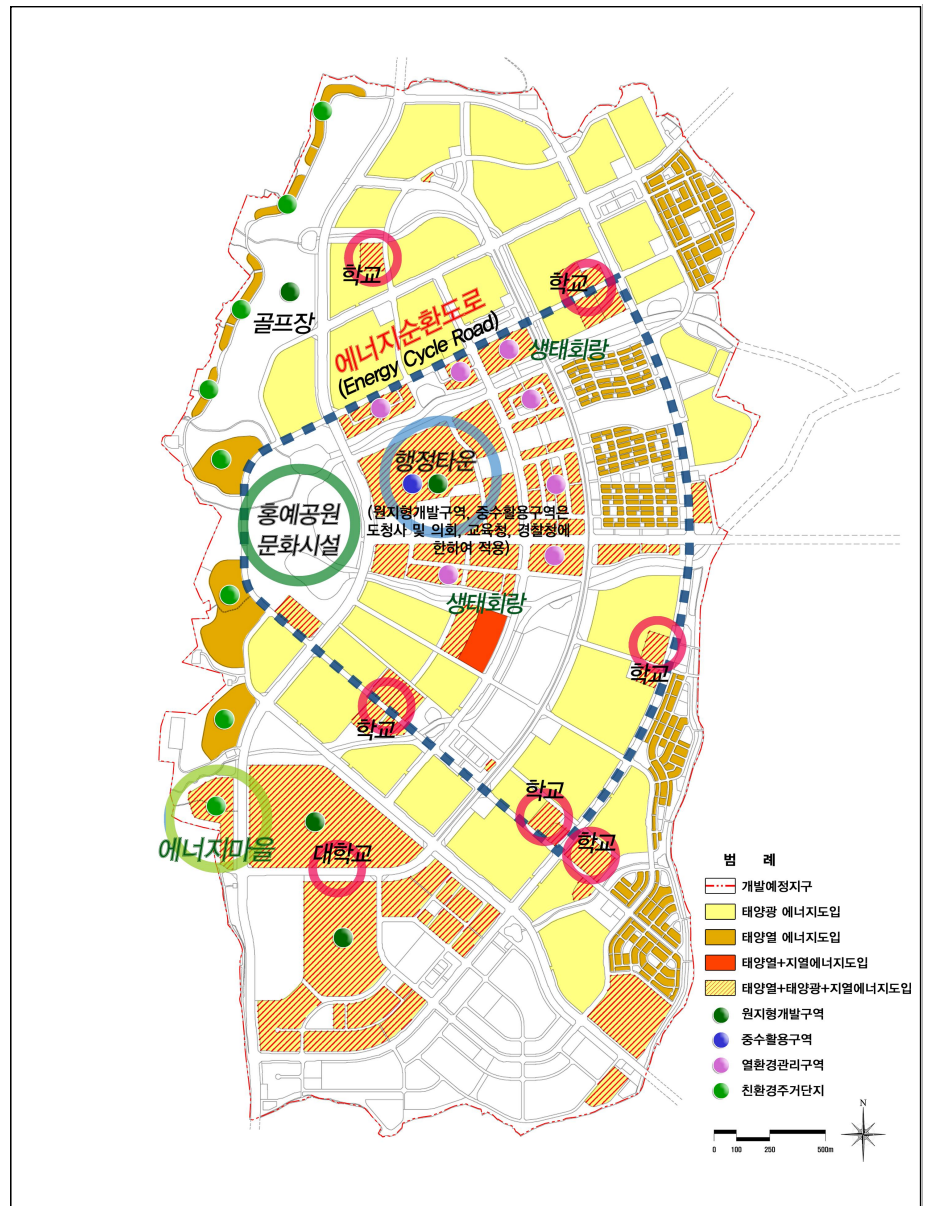 학교
학교
골프장
에너지순환도로
(Energy Cycle Road)
생태회랑
행정타운
(원지형개발구역, 중수활용구역은
도청사 및 의회, 교육청, 경찰청에
한하여 적용)
홍예공원
문화시설
생태회랑
학교
학교
학교
학교
에너지마을
대학교
범 례
개발예정지구
태양광 에너지도입
태양열 에너지도입
태양열+지열에너지도입
태양열+태양광+지열에너지도입
원지형개발구역
중수활용구역
열환경관리구역
친환경주거단지
N
0 100 250 500m